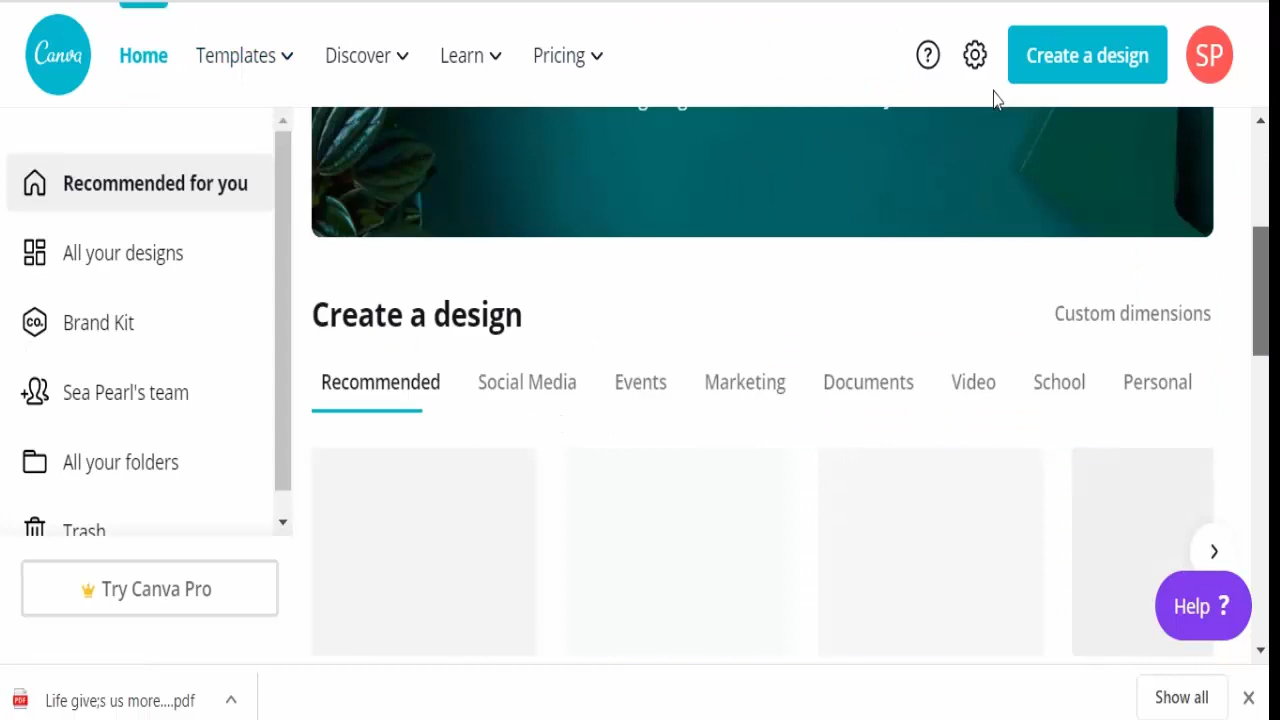 Canva
Home
Templates
Discover
Learn
Pricing
?
Create a design
SP
Recommended for you
All your designs
CO.
Brand Kit
Sea Pearl's team
All your folders
Trash
Try Canva Pro
Create a design
Custom dimensions
Recommended
Social Media
Events
Marketing
Documents
Video
School
Personal
Help ?
PDF
Life give;s us more....pdf
Show all